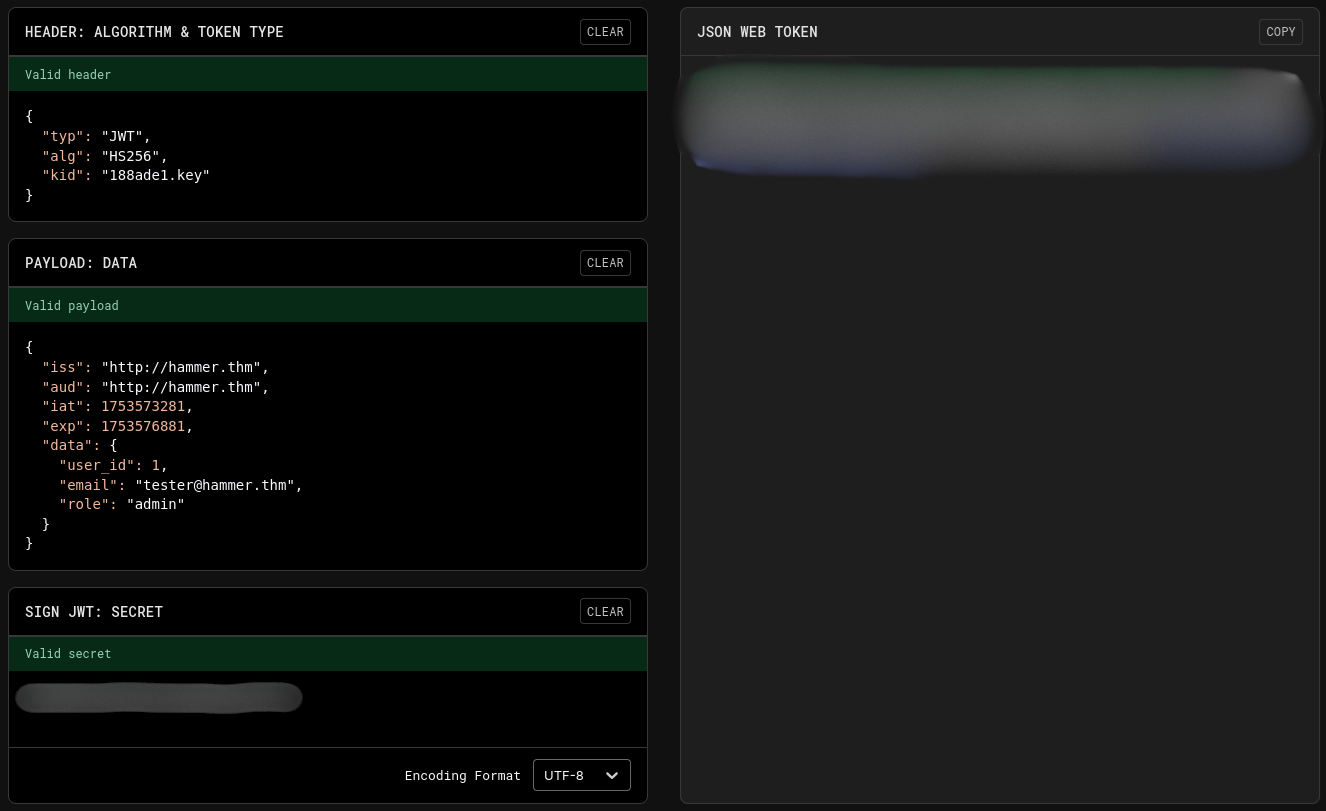 HEADER: ALGORITHM & TOKEN TYPE
CLEAR
Valid header
{
"typ": "JWT",
"alg": "HS256",
"kid": "188ade1.key"
}
PAYLOAD: DATA
CLEAR
Valid payload
{
"iss": "http://hammer.thm",
"aud": "http://hammer.thm",
"iat": 1753573281,
"exp": 1753576881,
"data": {
"user_id": 1,
"email": "tester@hammer.thm",
"role": "admin"
}
}
SIGN JWT: SECRET
CLEAR
Valid secret
Encoding Format
UTF-8
JSON WEB TOKEN
COPY